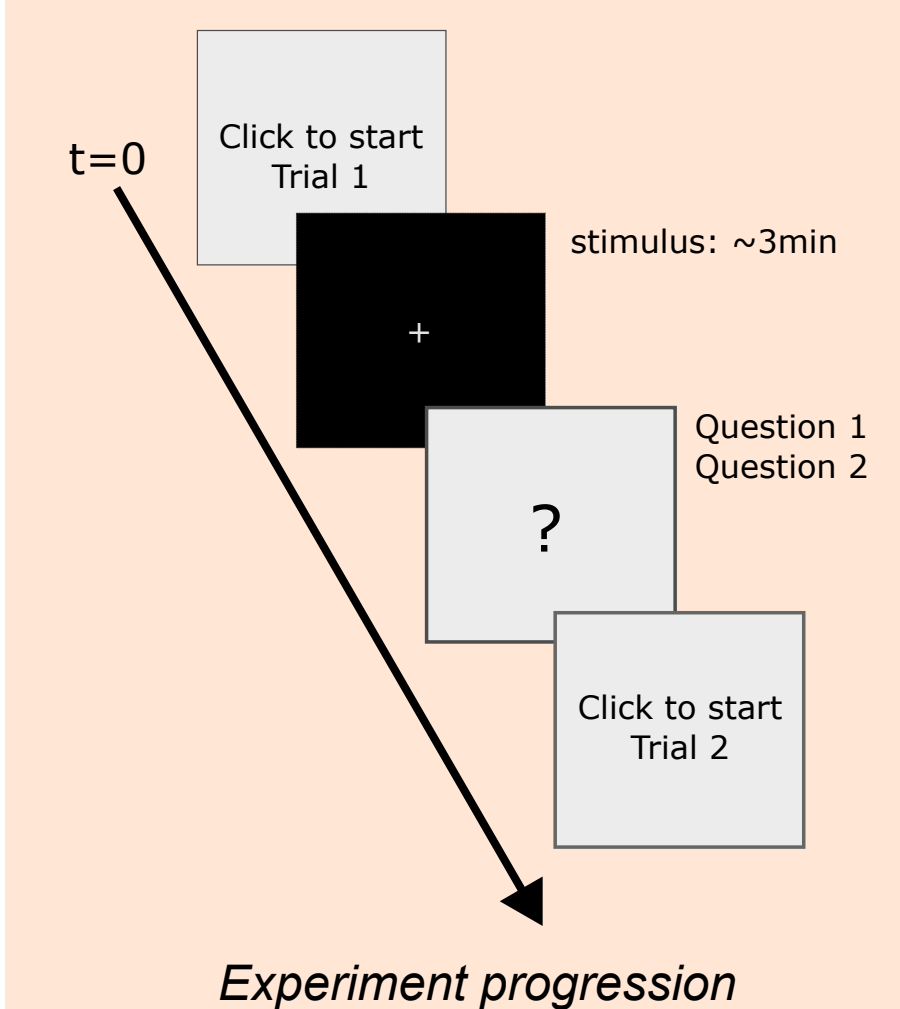 Click to start
Trial 1
t=0
stimulus: ~3min
+
Question 1
Question 2
?
Click to start
Trial 2
Experiment progression